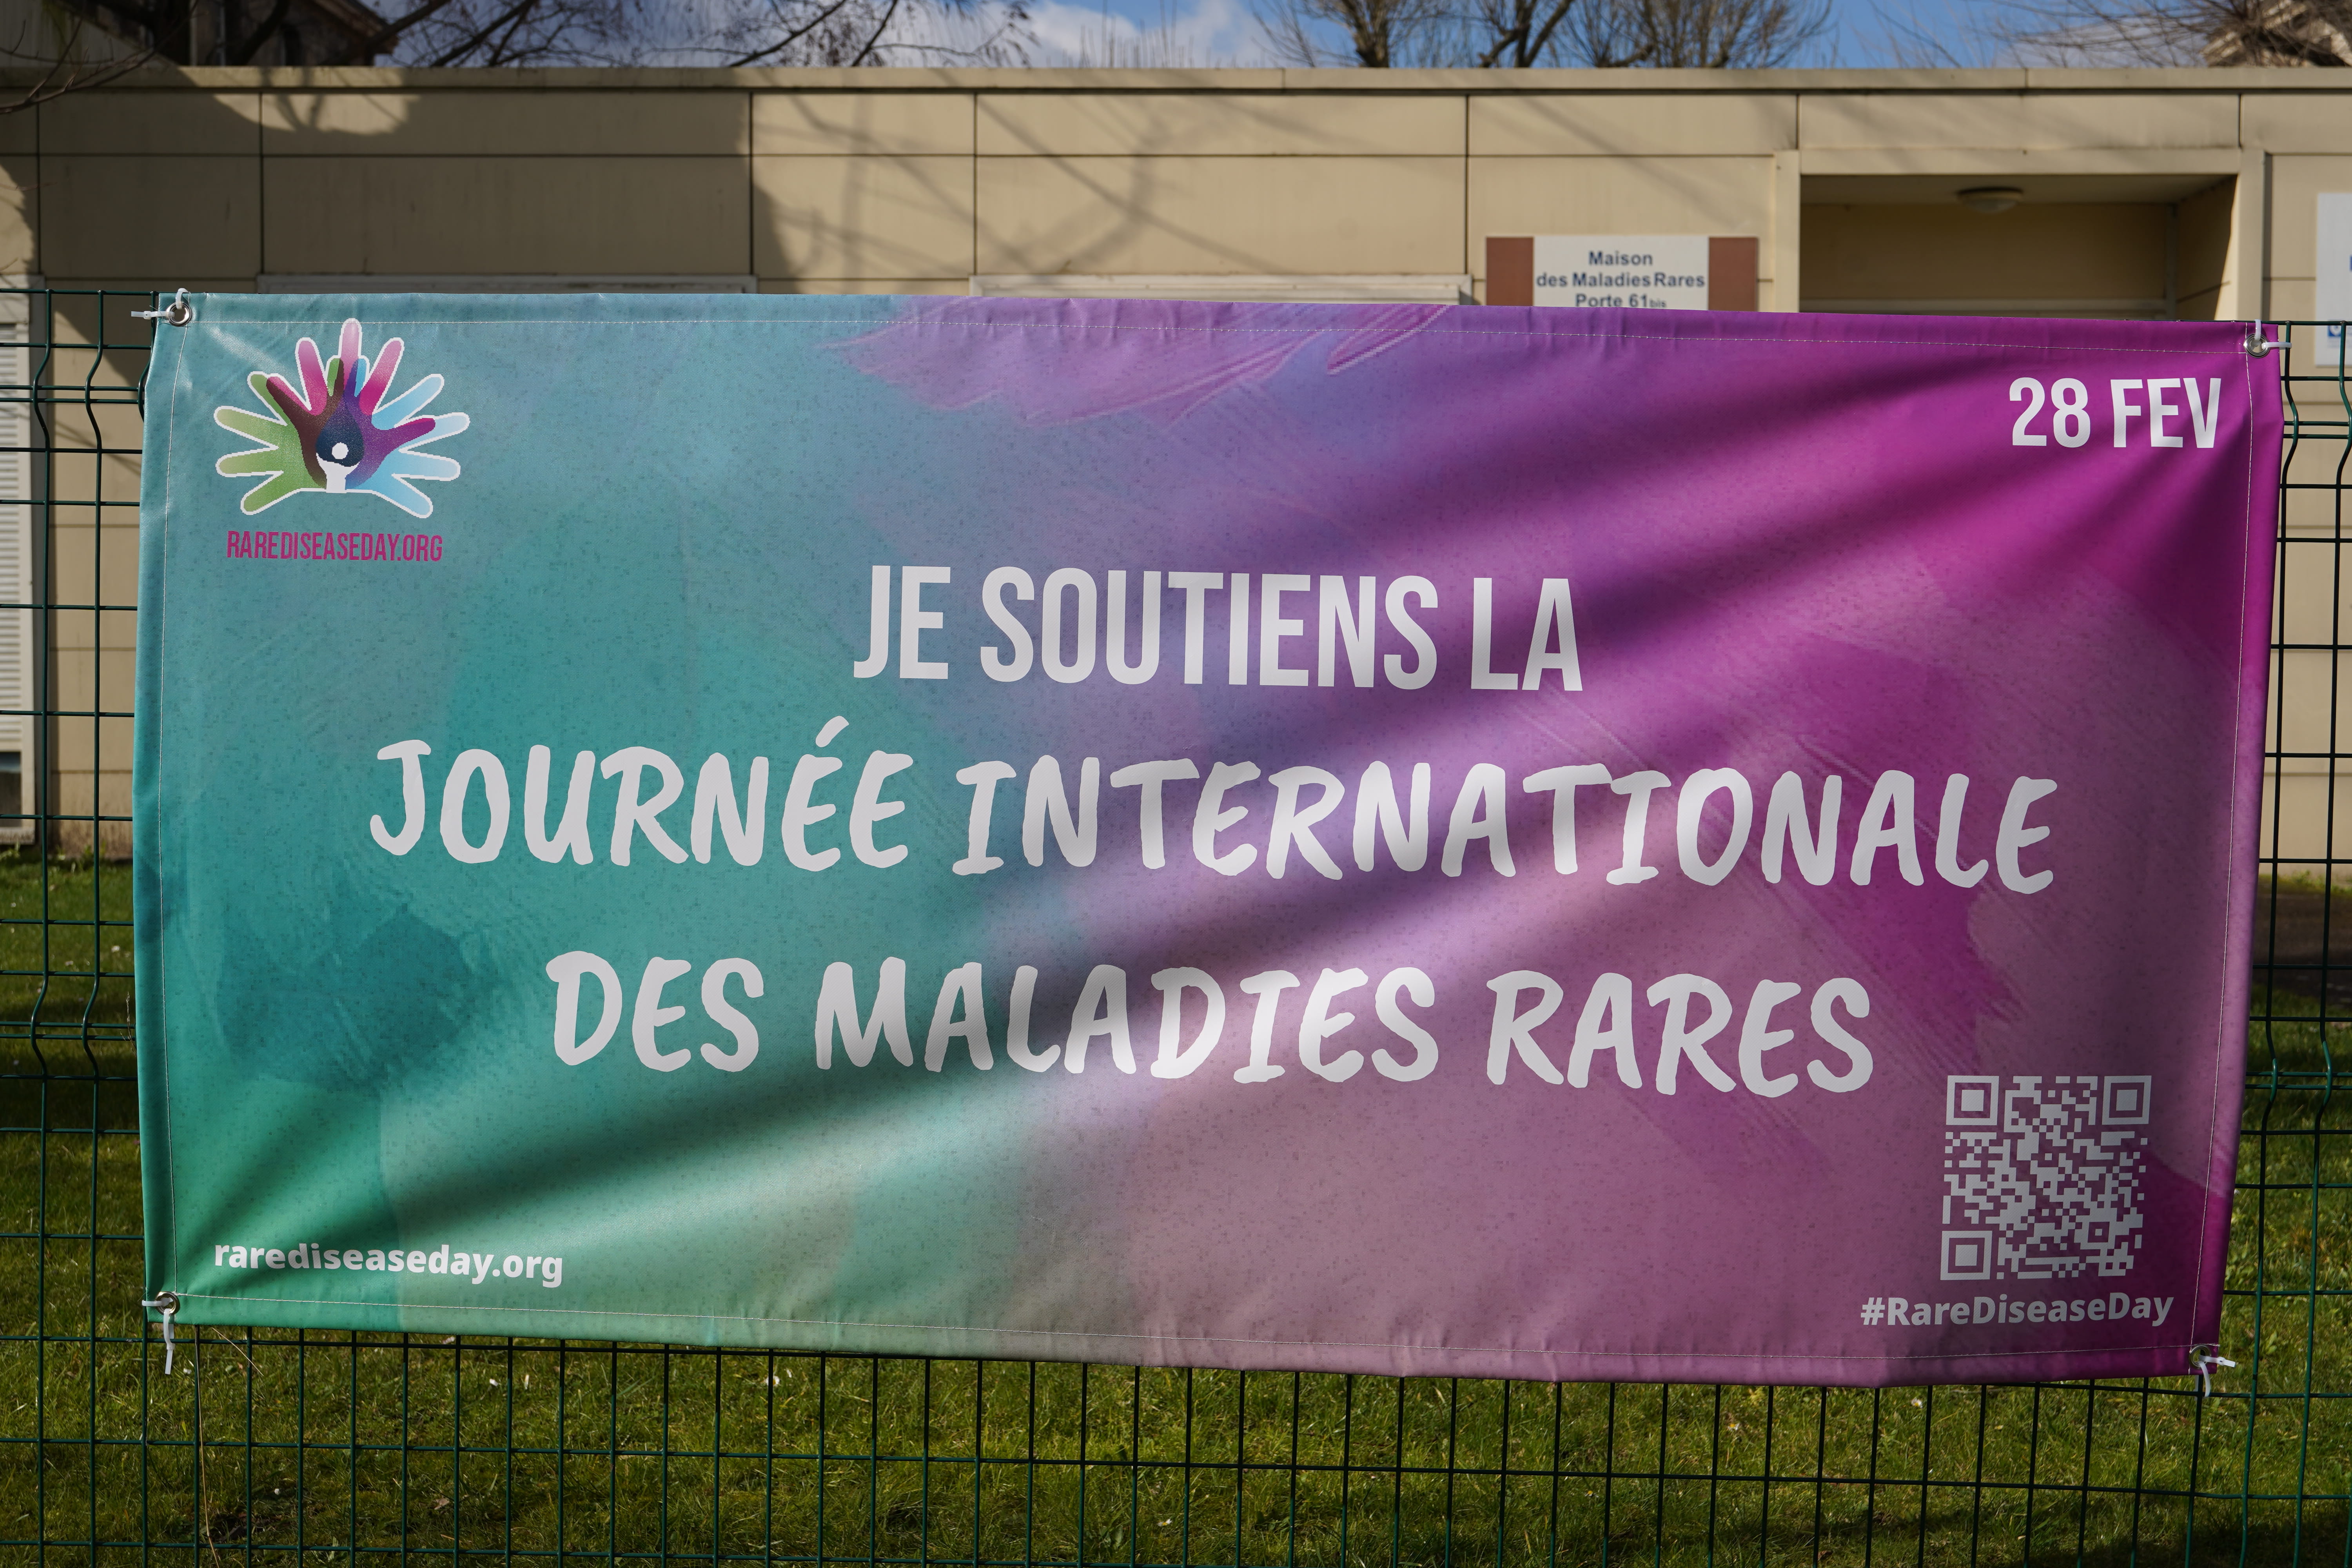 Maison
des Maladies Rares
Porte 61bis
28 FEV
RAREDISEASEDAY.ORG
JE SOUTIENS LA
JOURNÉE INTERNATIONALE
DES MALADIES RARES
rarediseaseday.org
#RareDiseaseDay